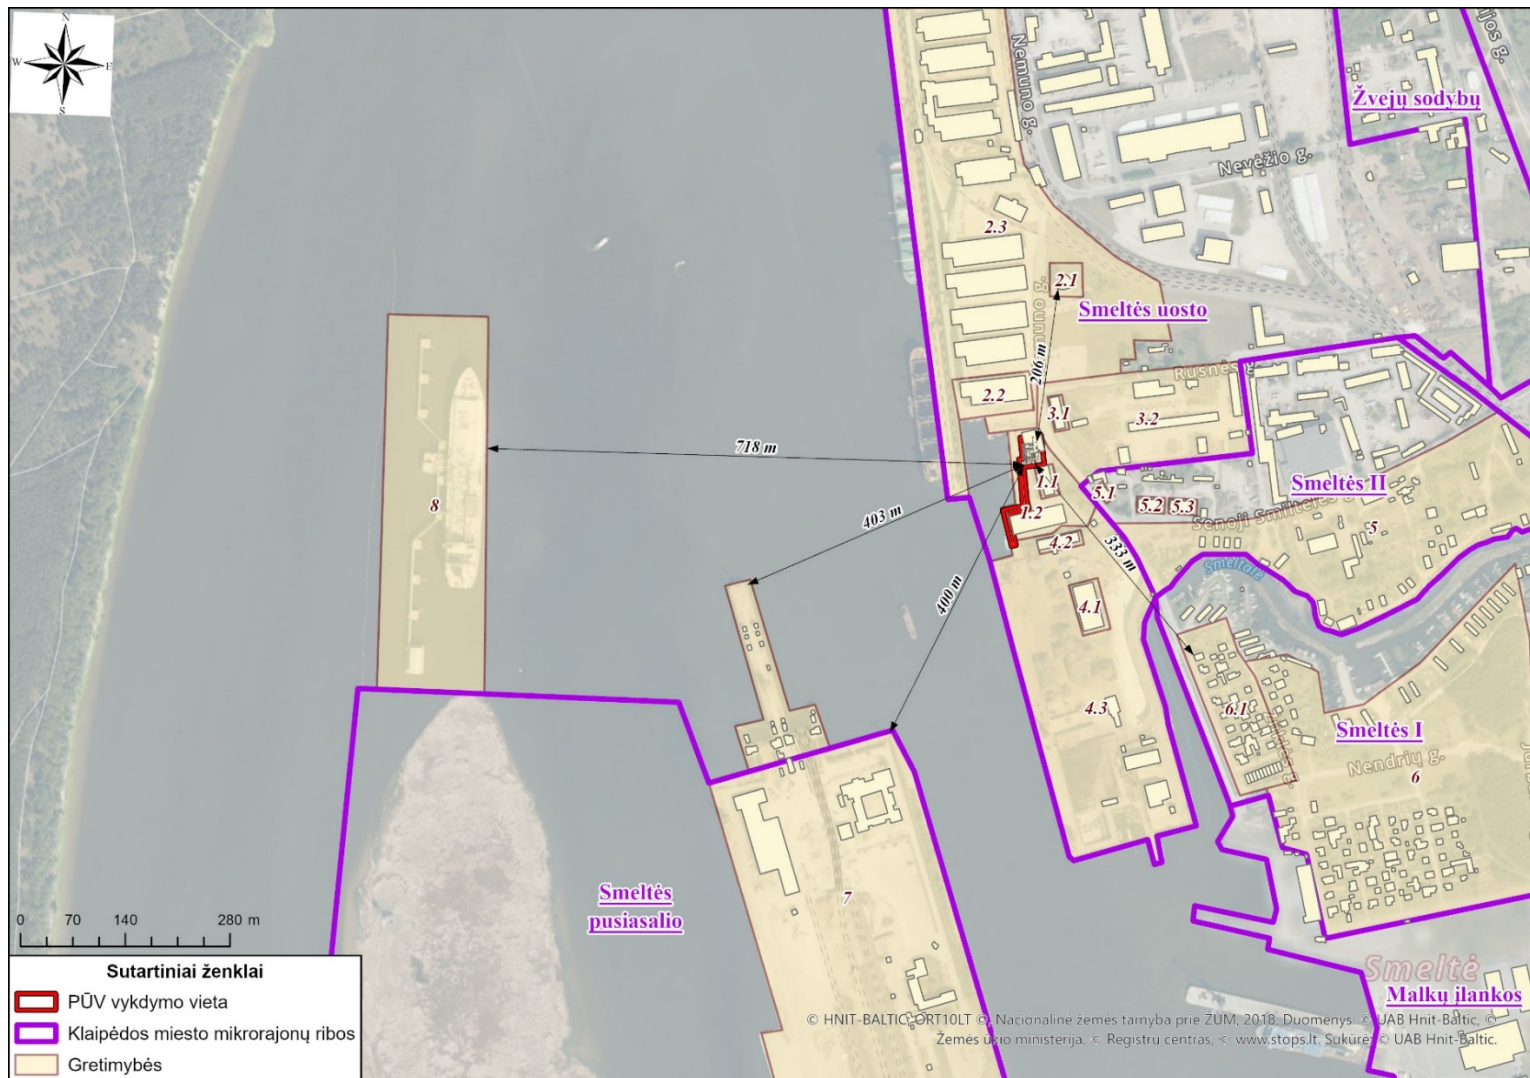 N
W
E
S
Nemuno g.
Žvejų sodybų
Nevėžio g.
2.3
2.1
Smeltės uosto
206 m
Rusnės g.
2.2
3.1
3.2
718 m
1.1
5.1
5.2
5.3
Smeltės II
8
1.2
Senoji Smiltelės g.
5
403 m
4.2
333 m
Smeltalė
400 m
4.1
4.3
6.1
Smeltės I
Nendrių g.
6
7
Smeltės
pusiasalio
0 70 140 280 m
Smeltė
Malkų įlankos
Sutartiniai ženklai
PŪV vykdymo vieta
Klaipėdos miesto mikrorajonų ribos
Gretimybės
© HNIT-BALTIC, ORT10LT ©, Nacionalinė žemės tarnyba prie ŽŪM, 2018. Duomenys: © UAB Hnit-Baltic, ©
Žemės ūkio ministerija, © Registrų centras, © www.stops.lt. Sukūrė: © UAB Hnit-Baltic.